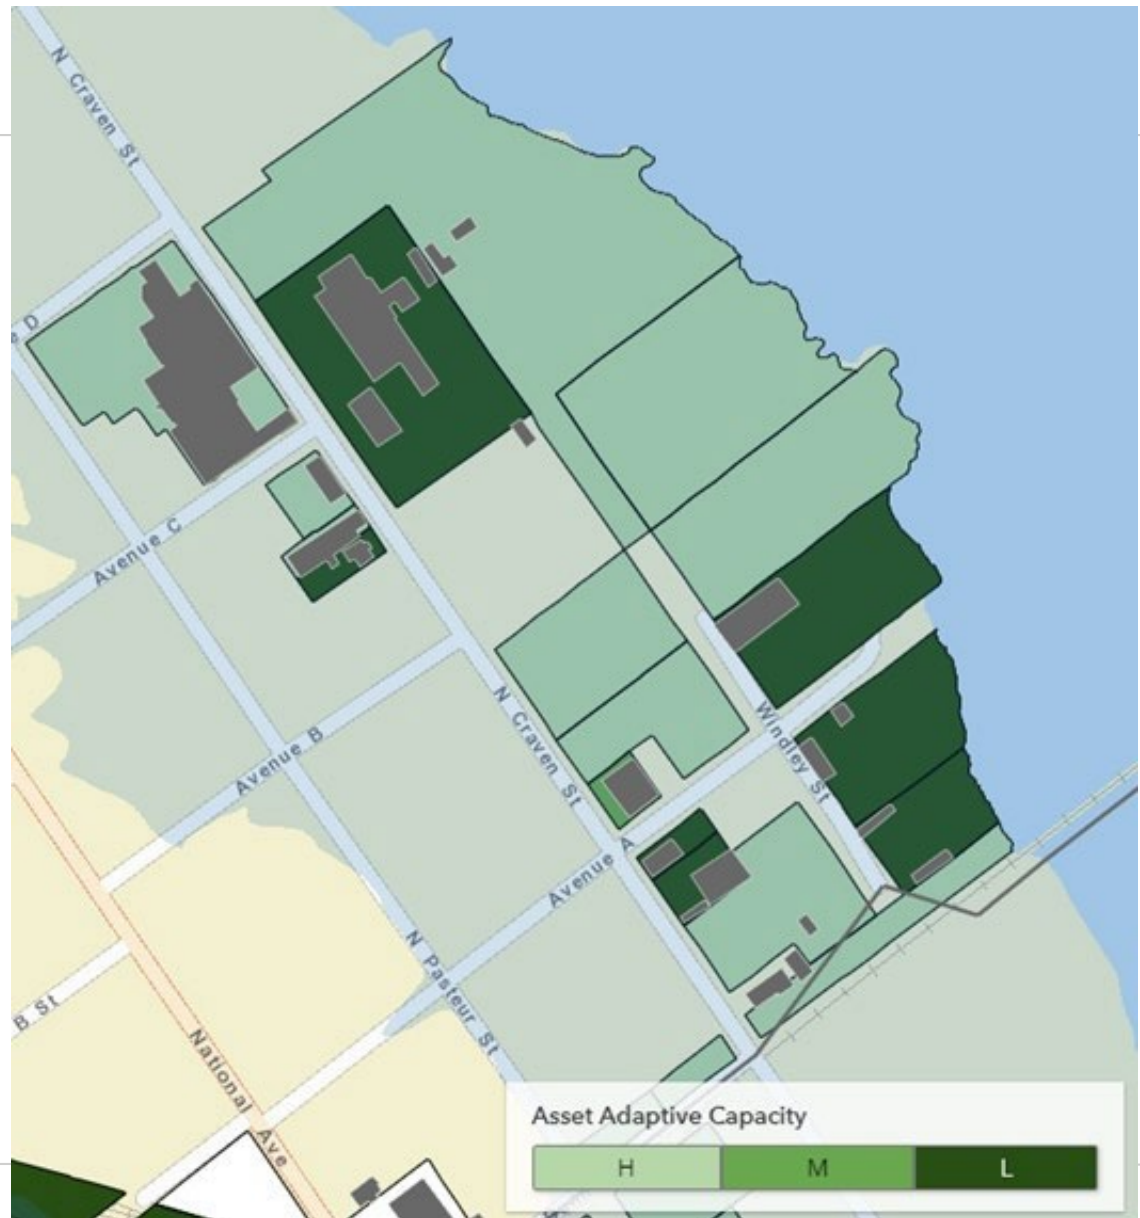 N Craven St
e D
Avenue C
N Craven St
Avenue B
Windley St
Avenue A
N Pasteur St
B St
National Ave
Asset Adaptive Capacity
H M L